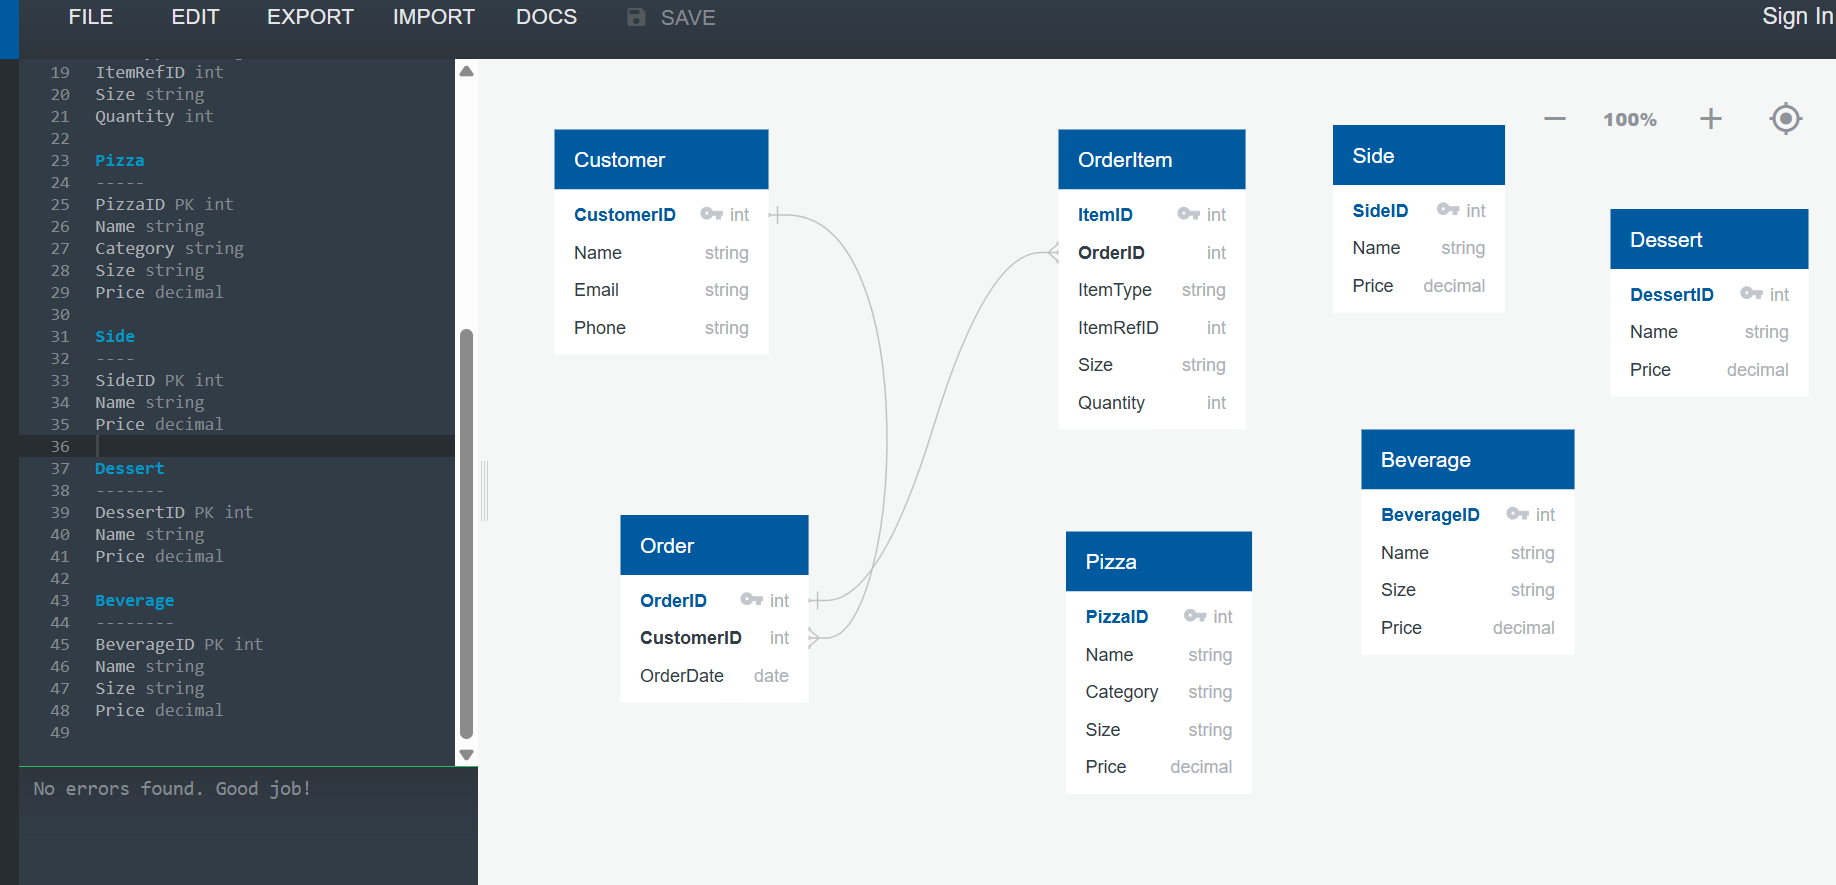 FILE EDIT EXPORT IMPORT DOCS SAVE Sign In
19 ItemRefID int
20 Size string
21 Quantity int
22
23 Pizza
24 -----
25 PizzaID PK int
26 Name string
27 Category string
28 Size string
29 Price decimal
30
31 Side
32 ----
33 SideID PK int
34 Name string
35 Price decimal
36
37 Dessert
38 -------
39 DessertID PK int
40 Name string
41 Price decimal
42
43 Beverage
44 --------
45 BeverageID PK int
46 Name string
47 Size string
48 Price decimal
49
No errors found. Good job!
100%
Customer
CustomerID int
Name string
Email string
Phone string
Order
OrderID int
CustomerID int
OrderDate date
OrderItem
ItemID int
OrderID int
ItemType string
ItemRefID int
Size string
Quantity int
Pizza
PizzaID int
Name string
Category string
Size string
Price decimal
Side
SideID int
Name string
Price decimal
Dessert
DessertID int
Name string
Price decimal
Beverage
BeverageID int
Name string
Size string
Price decimal